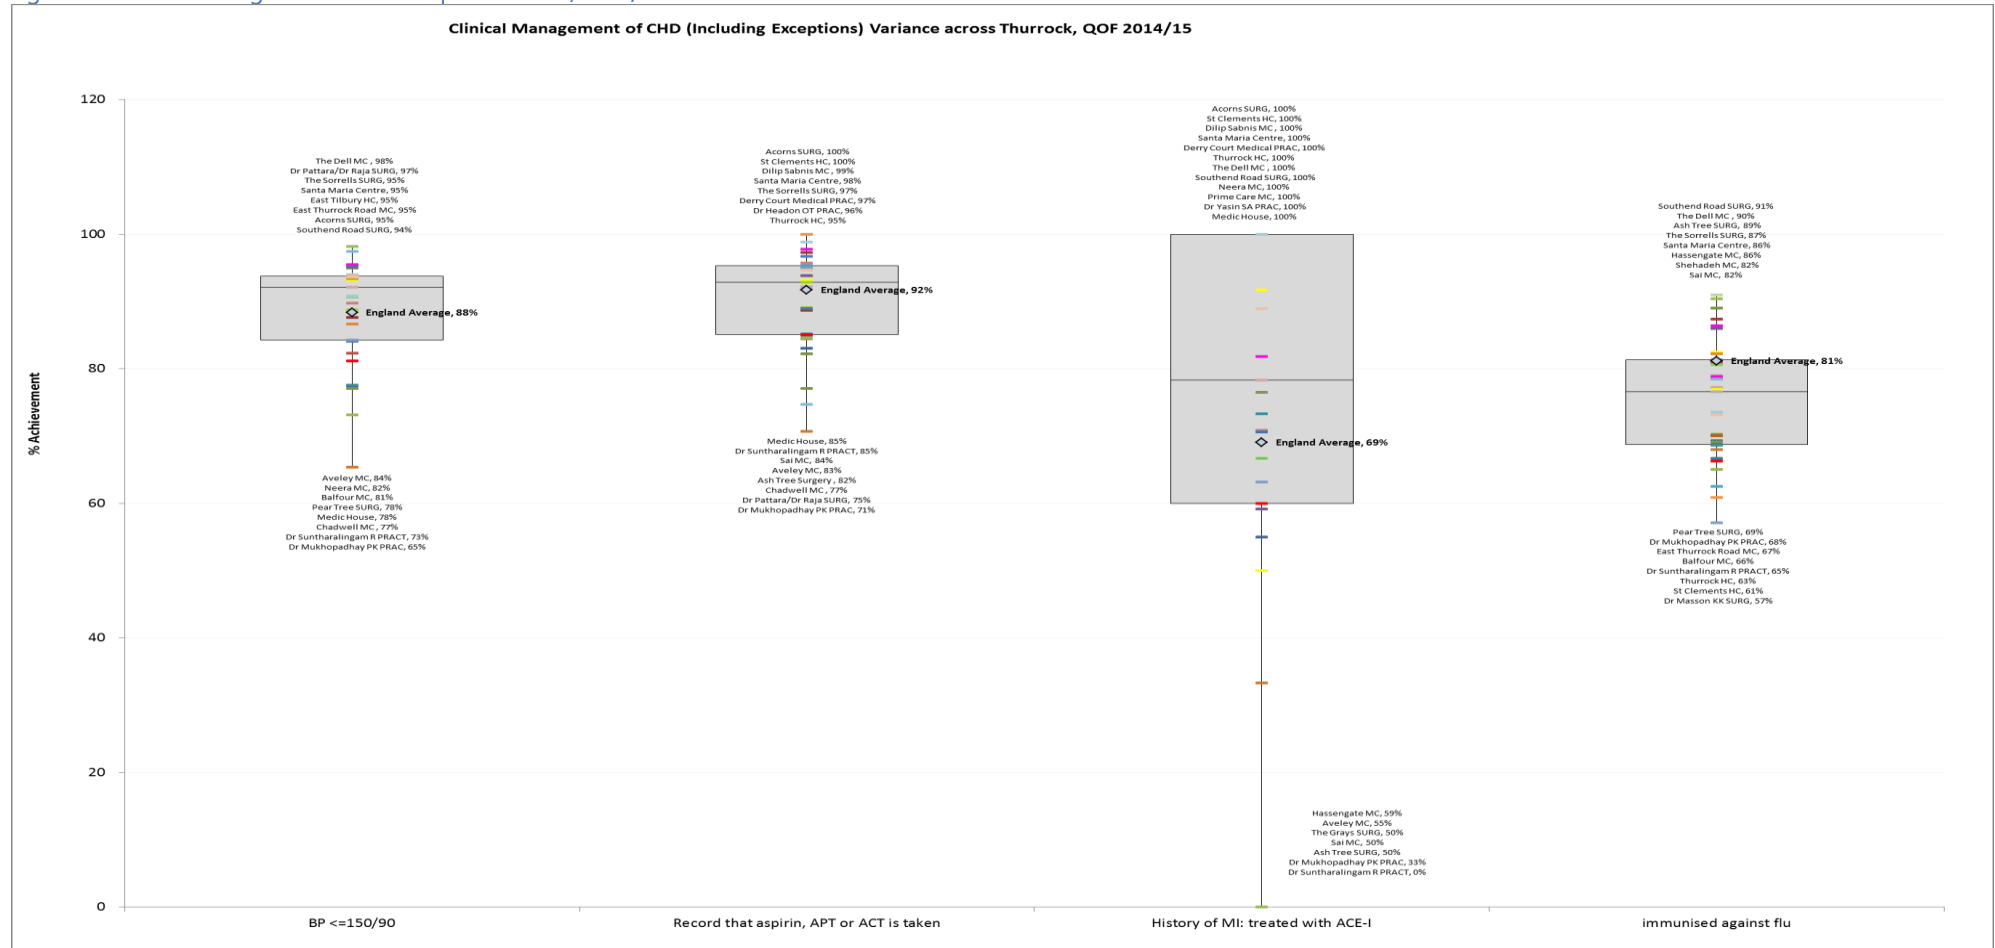 Clinical Management of CHD (Including Exceptions) Variance across Thurrock, QOF 2014/15
% Achievement
120
100
80
60
40
20
0
The Dell MC , 98%
Dr Pattara/Dr Raja SURG, 97%
The Sorrells SURG, 95%
Santa Maria Centre, 95%
East Tilbury HC, 95%
East Thurrock Road MC, 95%
Acorns SURG, 95%
Southend Road SURG, 94%
England Average, 88%
Aveley MC, 84%
Neera MC, 82%
Balfour MC, 81%
Pear Tree SURG, 78%
Medic House, 78%
Chadwell MC , 77%
Dr Suntharalingam R PRACT, 73%
Dr Mukhopadhay PK PRAC, 65%
BP <=150/90
Acorns SURG, 100%
St Clements HC, 100%
Dilip Sabnis MC , 99%
Santa Maria Centre, 98%
The Sorrells SURG, 97%
Derry Court Medical PRAC, 97%
Dr Headon OT PRAC, 96%
Thurrock HC, 95%
England Average, 92%
Medic House, 85%
Dr Suntharalingam R PRACT, 85%
Sai MC, 84%
Aveley MC, 83%
Ash Tree Surgery , 82%
Chadwell MC , 77%
Dr Pattara/Dr Raja SURG, 75%
Dr Mukhopadhay PK PRAC, 71%
Record that aspirin, APT or ACT is taken
Acorns SURG, 100%
St Clements HC, 100%
Dilip Sabnis MC , 100%
Santa Maria Centre, 100%
Derry Court Medical PRAC, 100%
Thurrock HC, 100%
The Dell MC , 100%
Southend Road SURG, 100%
Neera MC, 100%
Prime Care MC, 100%
Dr Yasin SA PRAC, 100%
Medic House, 100%
England Average, 69%
Hassengate MC, 59%
Aveley MC, 55%
The Grays SURG, 50%
Sai MC, 50%
Ash Tree SURG, 50%
Dr Mukhopadhay PK PRAC, 33%
Dr Suntharalingam R PRACT, 0%
History of MI: treated with ACE-I
Southend Road SURG, 91%
The Dell MC , 90%
Ash Tree SURG, 89%
The Sorrells SURG, 87%
Santa Maria Centre, 86%
Hassengate MC, 86%
Shehadeh MC, 82%
Sai MC, 82%
England Average, 81%
Pear Tree SURG, 69%
Dr Mukhopadhay PK PRAC, 68%
East Thurrock Road MC, 67%
Balfour MC, 66%
Dr Suntharalingam R PRACT, 65%
Thurrock HC, 63%
St Clements HC, 61%
Dr Masson KK SURG, 57%
immunised against flu